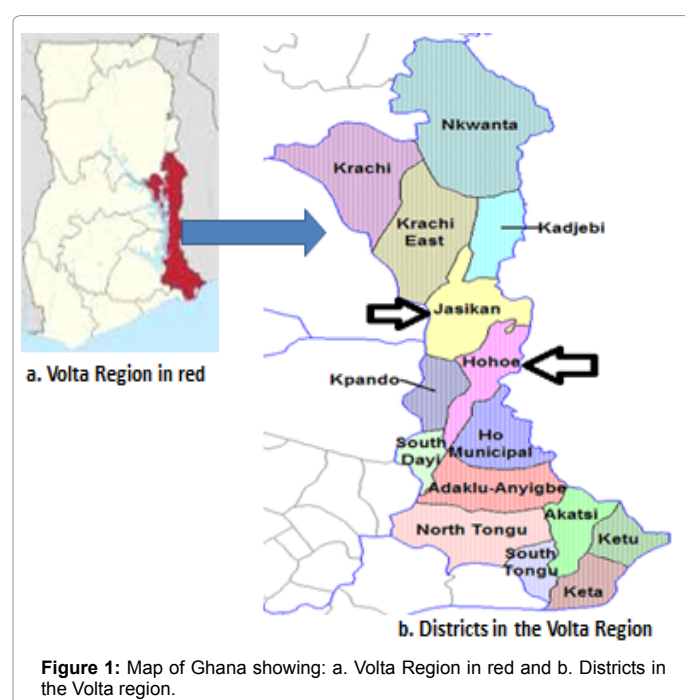 Nkwanta
Krachi
Krachi
East
Kadjebi
Jasikan
a. Volta Region in red
Hohoe
Kpando
Ho
Municipal
South
Dayi
Adaklu-Anyigbe
Akatsi
North Tongu
Ketu
South
Tongu
Keta
b. Districts in the Volta Region
Figure 1: Map of Ghana showing: a. Volta Region in red and b. Districts in
the Volta region.